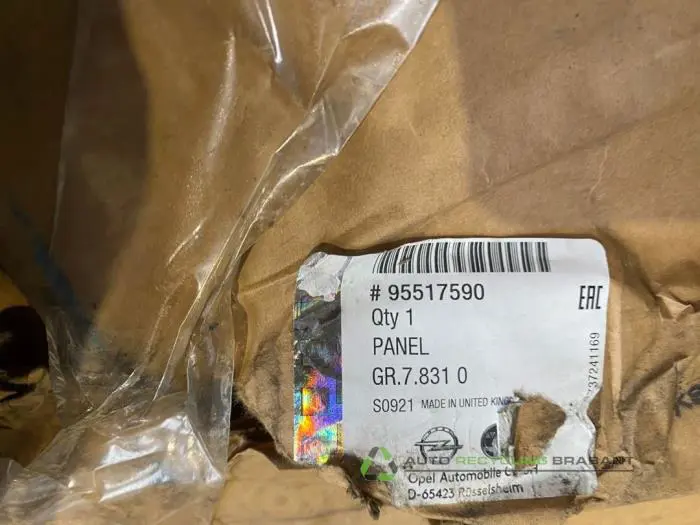 # 95517590
EAC
Qty 1
PANEL
GR.7.831 0
37241169
S0921 MADE IN UNITED
AUTO RECYCLING BRABANT
Opel Automobile
D-65423 Rüsselsheim